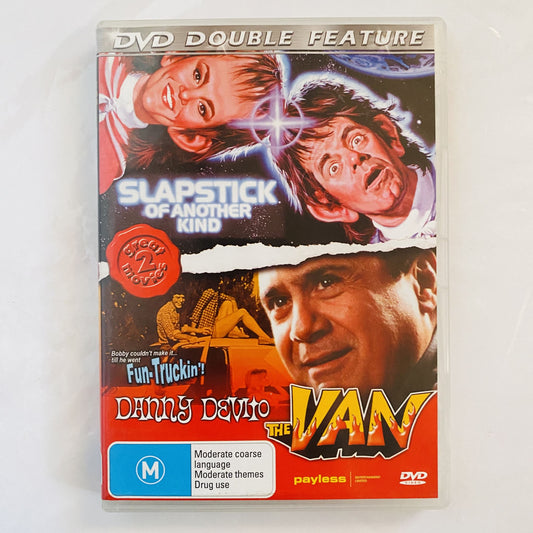 DVD DOUBLE FEATURE
SLAPSTICK
OF ANOTHER
KIND
Great
2
movies
Bobby couldn't make it...
till he went
Fun-Truckin'!
DANNY DEVITO
THE VAN
M
Moderate coarse
language
Moderate themes
Drug use
payless
DVD
VIDEO